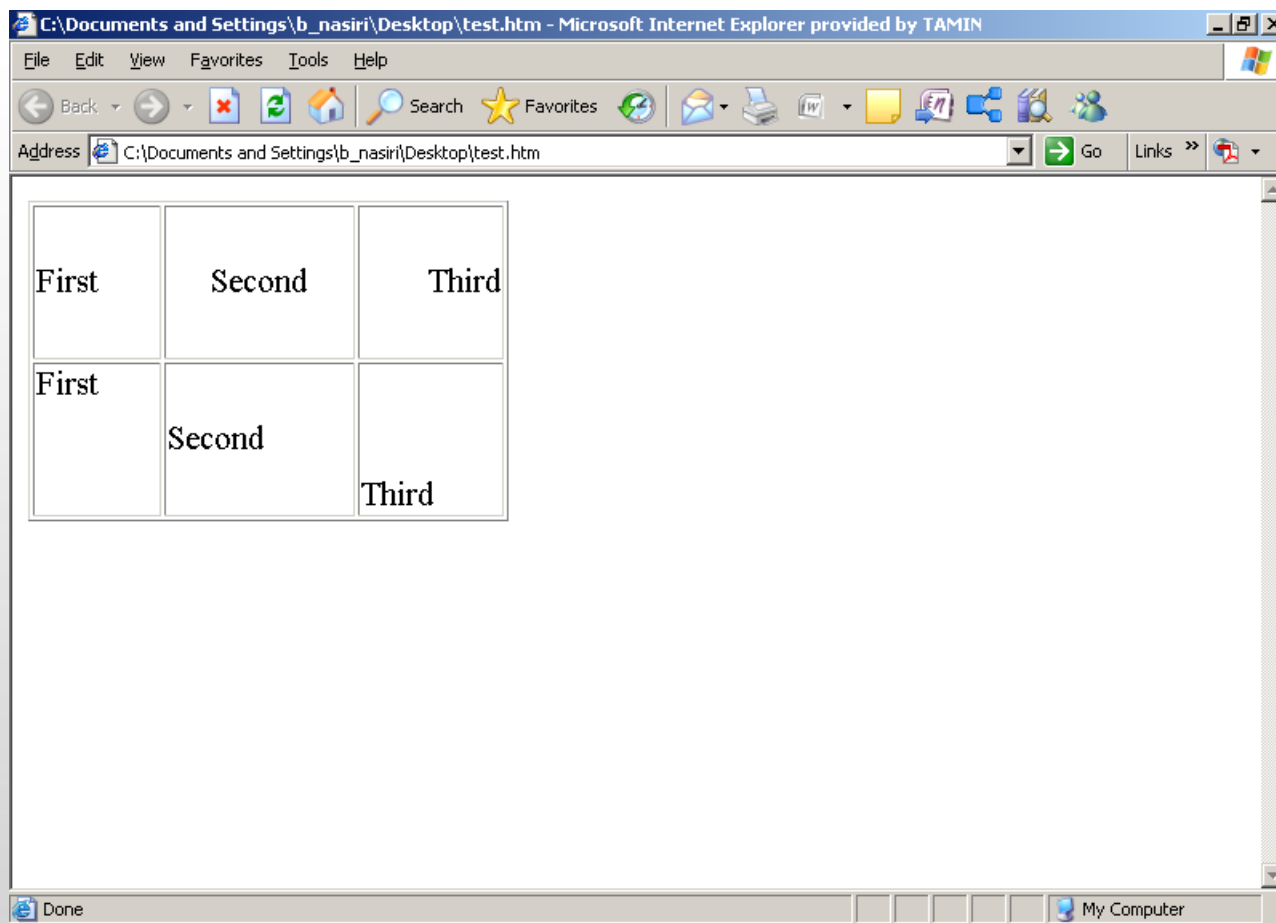 C:\Documents and Settings\b_nasiri\Desktop\test.htm - Microsoft Internet Explorer provided by TAMIN
File Edit View Favorites Tools Help
Back Search Favorites
Address C:\Documents and Settings\b_nasiri\Desktop\test.htm Go Links »
First Second Third
First
Second
Third
Done My Computer